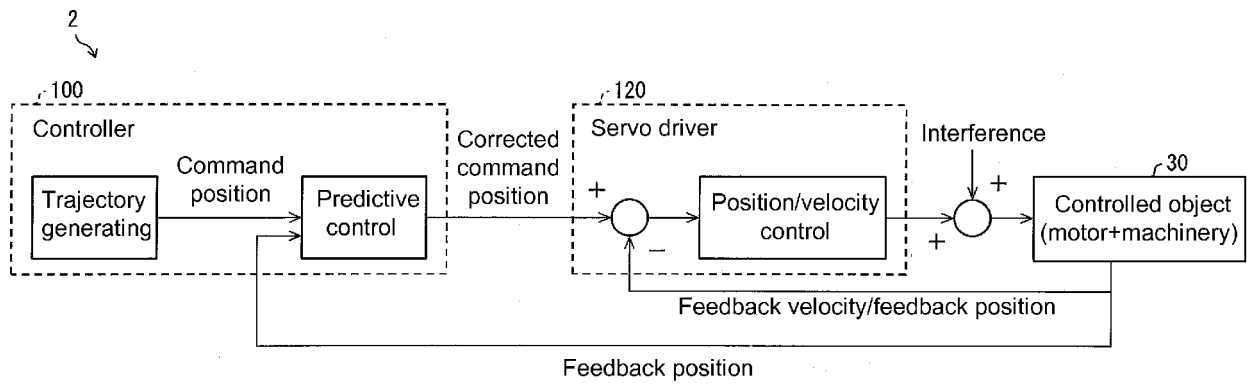 2
100
120
Controller
Servo driver
Interference
Command
position
Corrected
command
position
+
+
30
Trajectory
generating
Predictive
control
Position/velocity
control
Controlled object
(motor+machinery)
−
+
Feedback velocity/feedback position
Feedback position